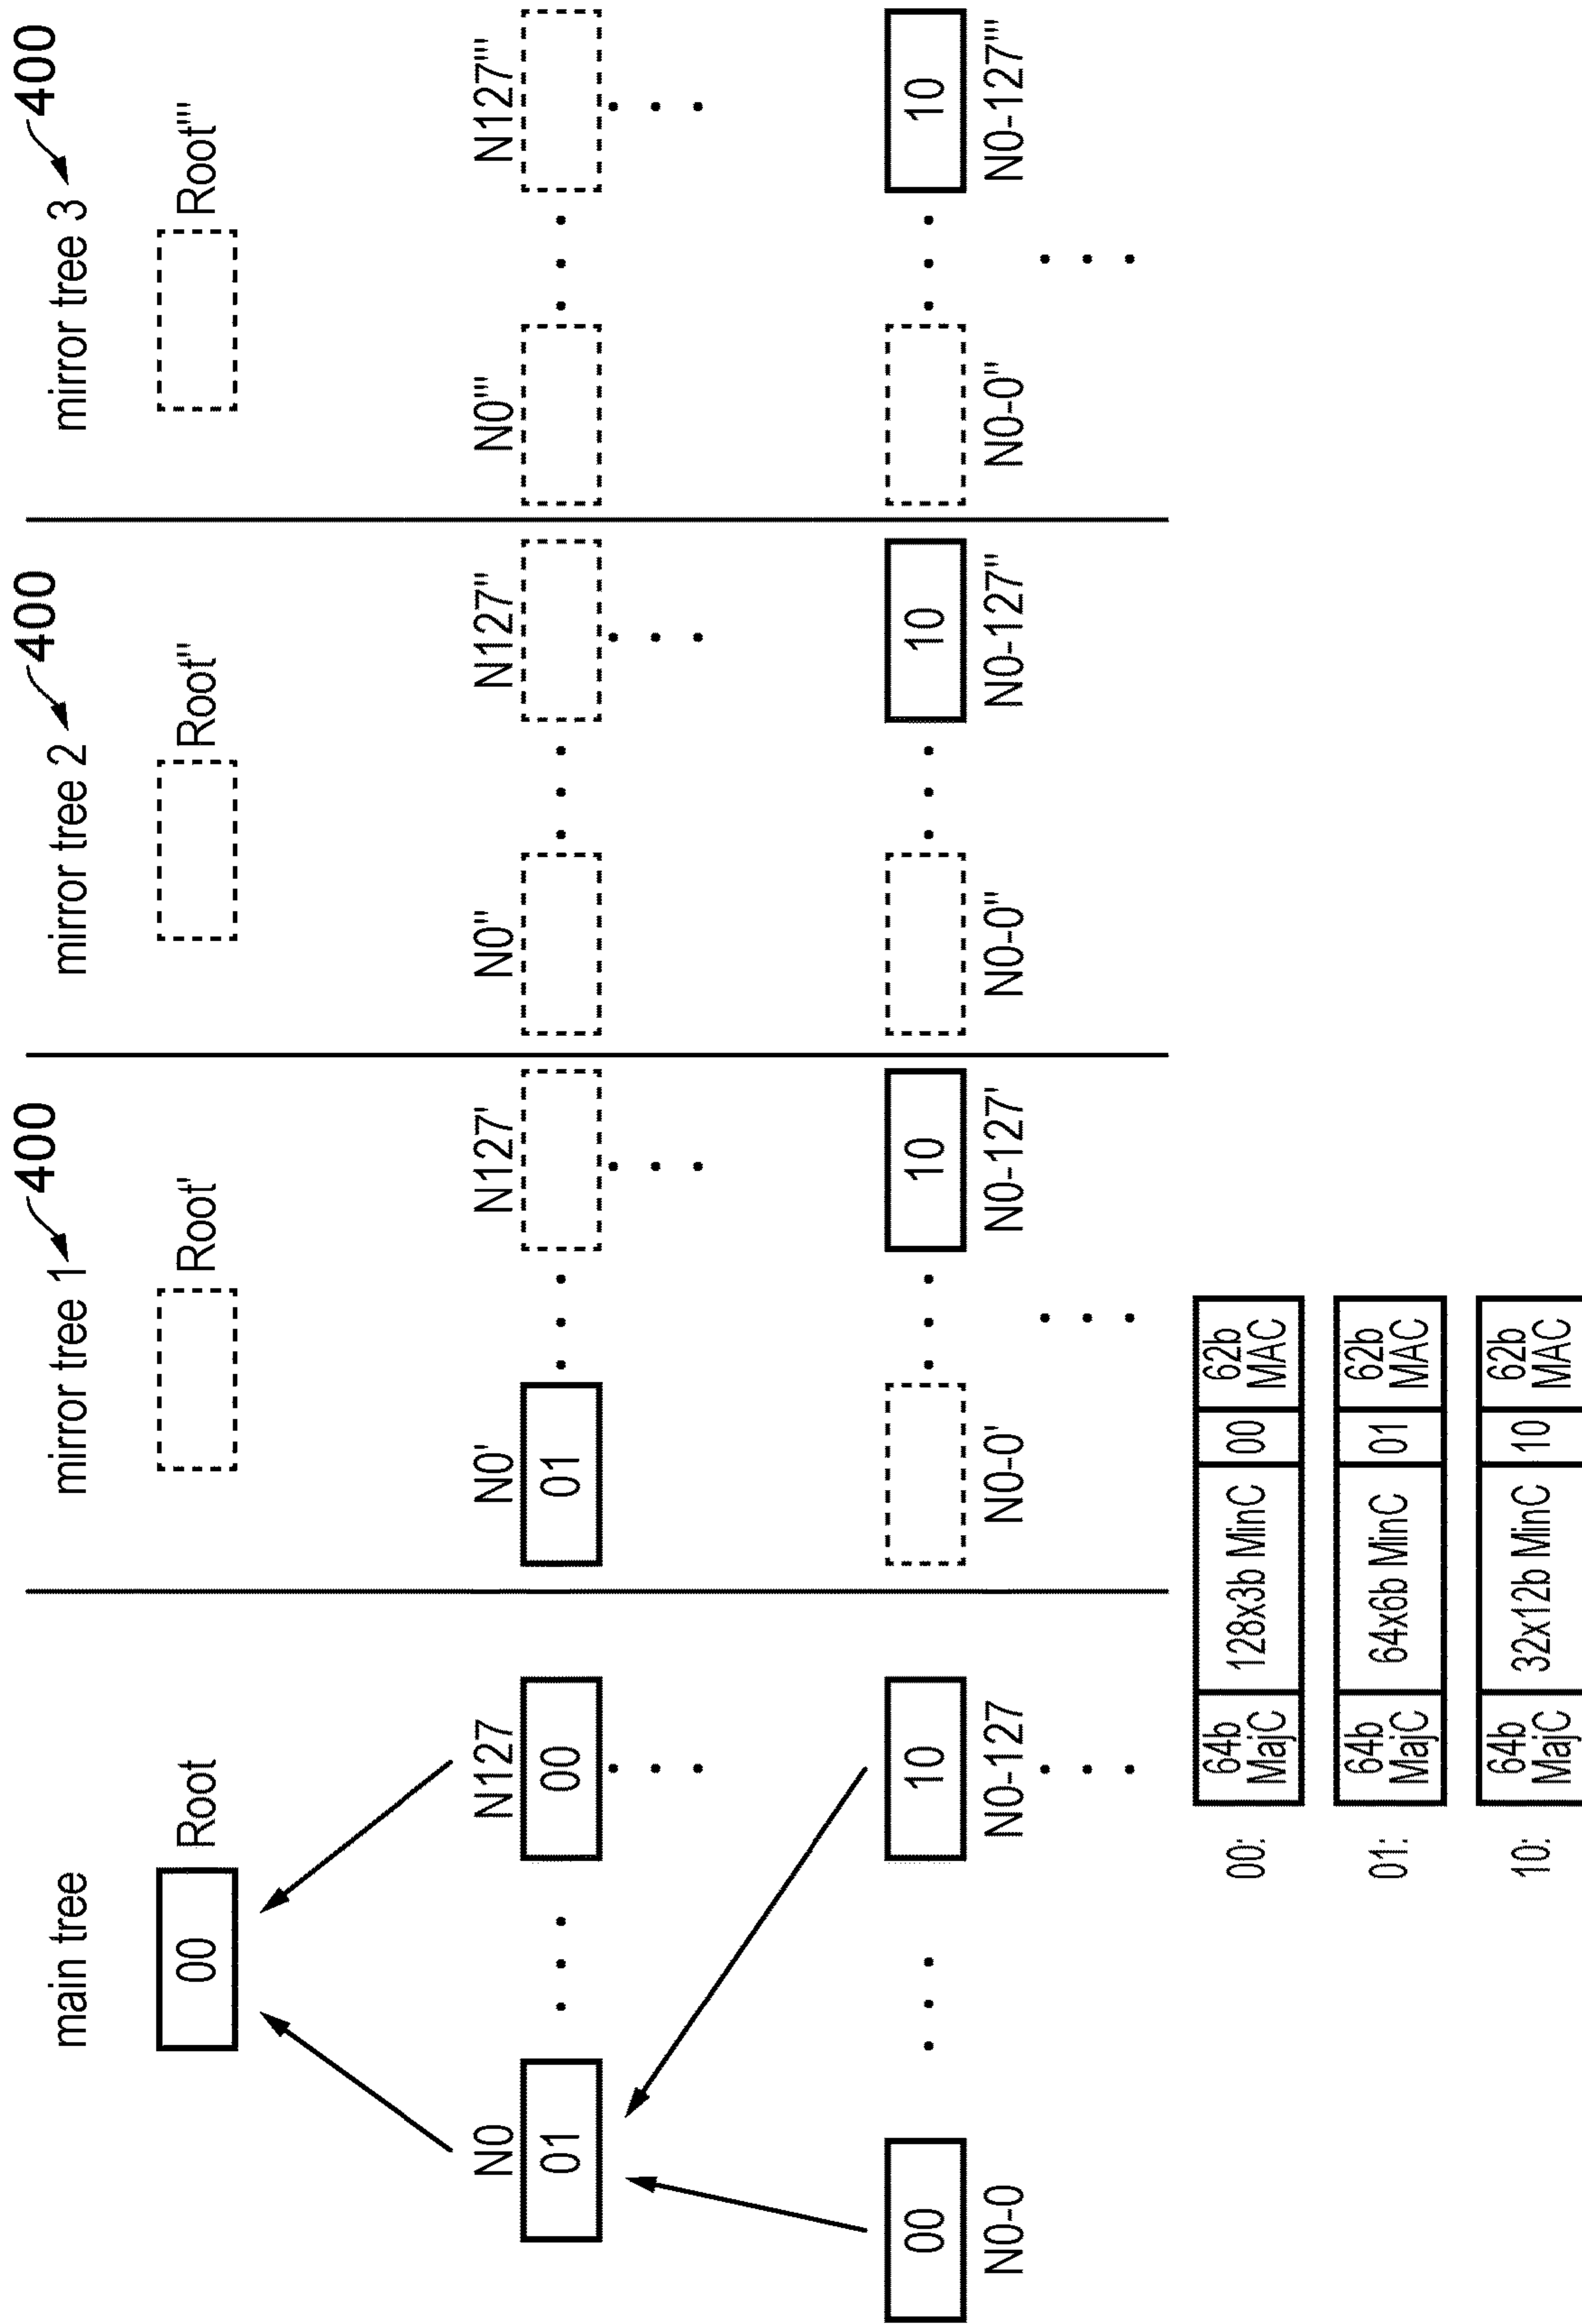 main tree
mirror tree 1
400
mirror tree 2
400
mirror tree 3
400
00
Root
Root'
Root"
Root'"
N0
N127
N0'
N127'
N0"
N127"
N0'"
N127'"
01
00
01
00
10
10
10
10
N0-0
N0-127
N0-0'
N0-127'
N0-0"
N0-127"
N0-0"
N0-127'"
00:
64b
MajC
128x3b MinC
00
62b
MAC
01:
64b
MajC
64x6b MinC
01
62b
MAC
10:
64b
MajC
32x12b MinC
10
62b
MAC